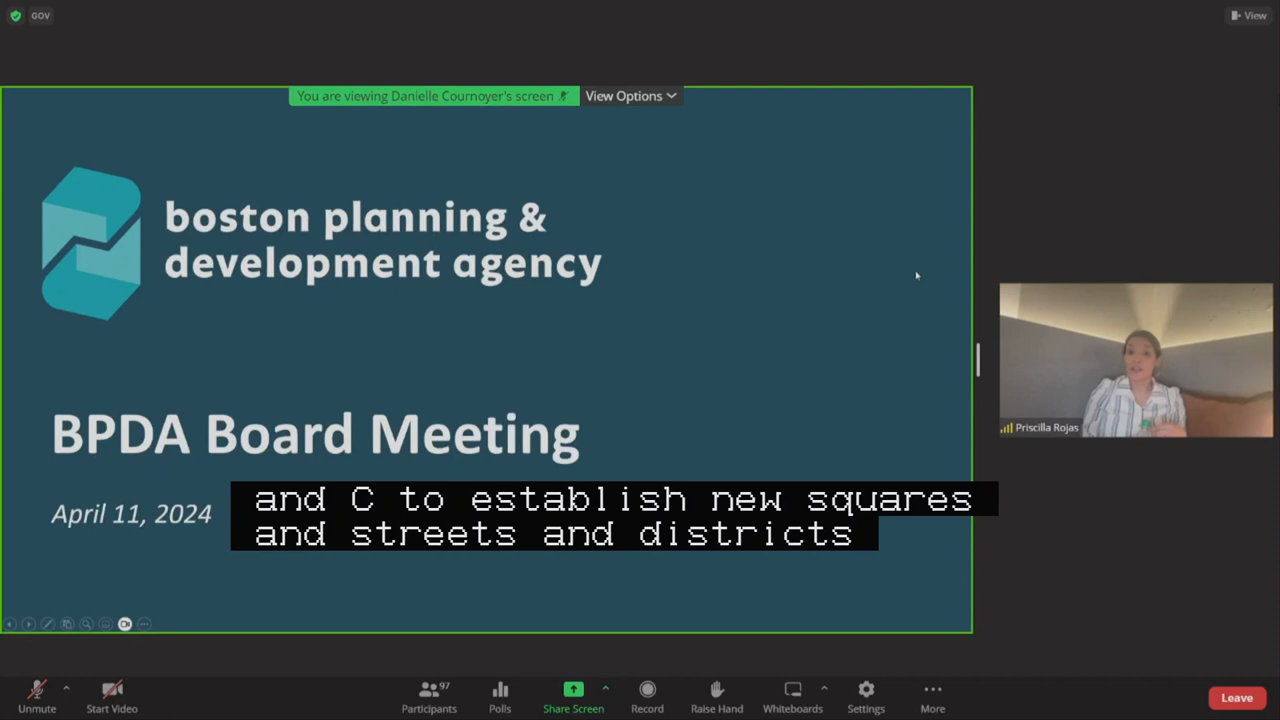 GOV
View
You are viewing Danielle Cournoyer's screen
View Options
boston planning &
development agency
BPDA Board Meeting
April 11, 2024
and C to establish new squares
and streets and districts
Priscilla Rojas
97
Unmute
Start Video
Participants
Polls
Share Screen
Record
Raise Hand
Whiteboards
Settings
More
Leave